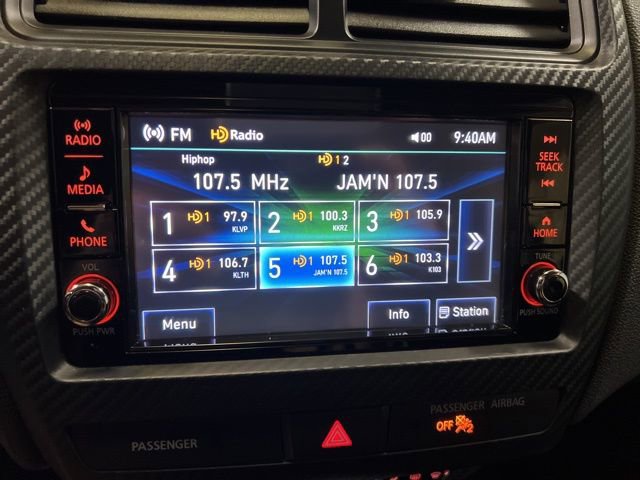 RADIO
MEDIA
PHONE
VOL
PUSH PWR
FM HD Radio 00 9:40AM
Hiphop HD 1 2
107.5 MHz JAM'N 107.5
1 HD 1 97.9 KLVP
2 HD 1 100.3 KKRZ
3 HD 1 105.9
4 HD 1 106.7 KLTH
5 HD 1 107.5 JAM'N 107.5
6 HD 1 103.3 K103
Menu Info Station
SEEK
TRACK
HOME
TUNE
PUSH SOUND
PASSENGER
PASSENGER AIRBAG
OFF
2